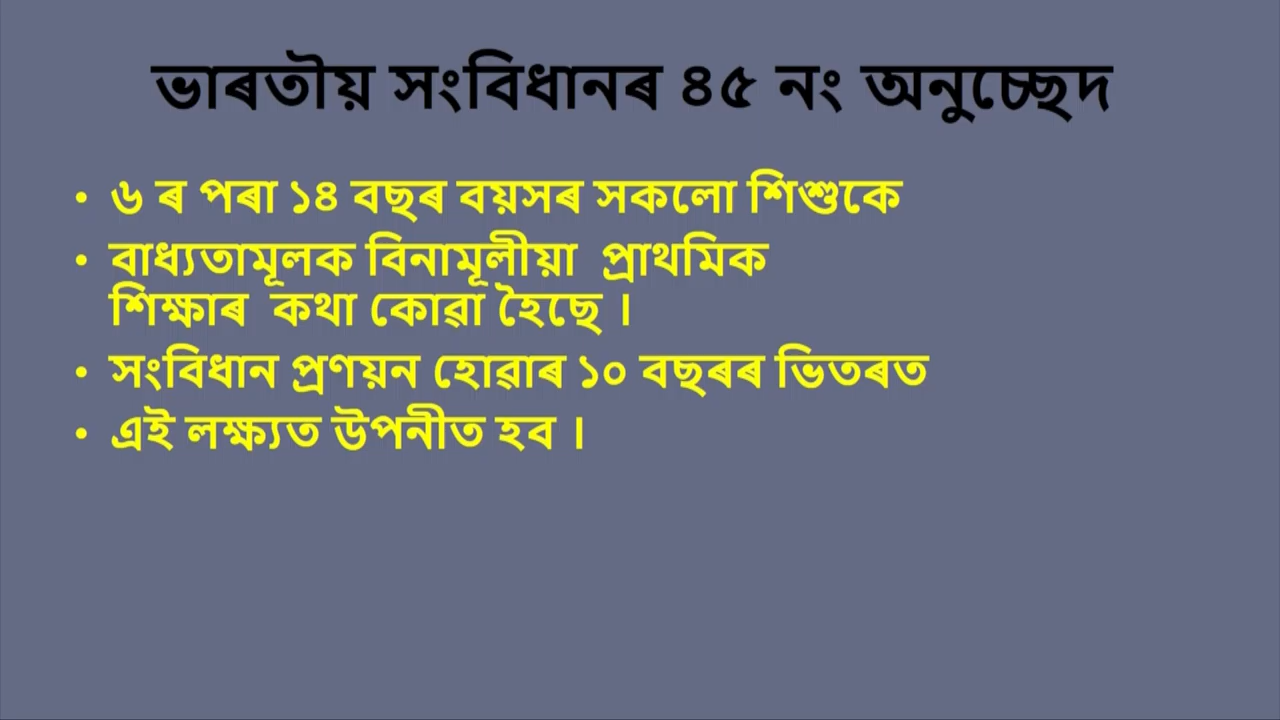 ভাৰতীয় সংবিধানৰ ৪৫ নং অনুচ্ছেদ
• ৬ ৰ পৰা ১৪ বছৰ বয়সৰ সকলো শিশুকে
• বাধ্যতামূলক বিনামূলীয়া প্ৰাথমিক
শিক্ষাৰ কথা কোৱা হৈছে ।
• সংবিধান প্ৰণয়ন হোৱাৰ ১০ বছৰৰ ভিতৰত
• এই লক্ষ্যত উপনীত হব ।